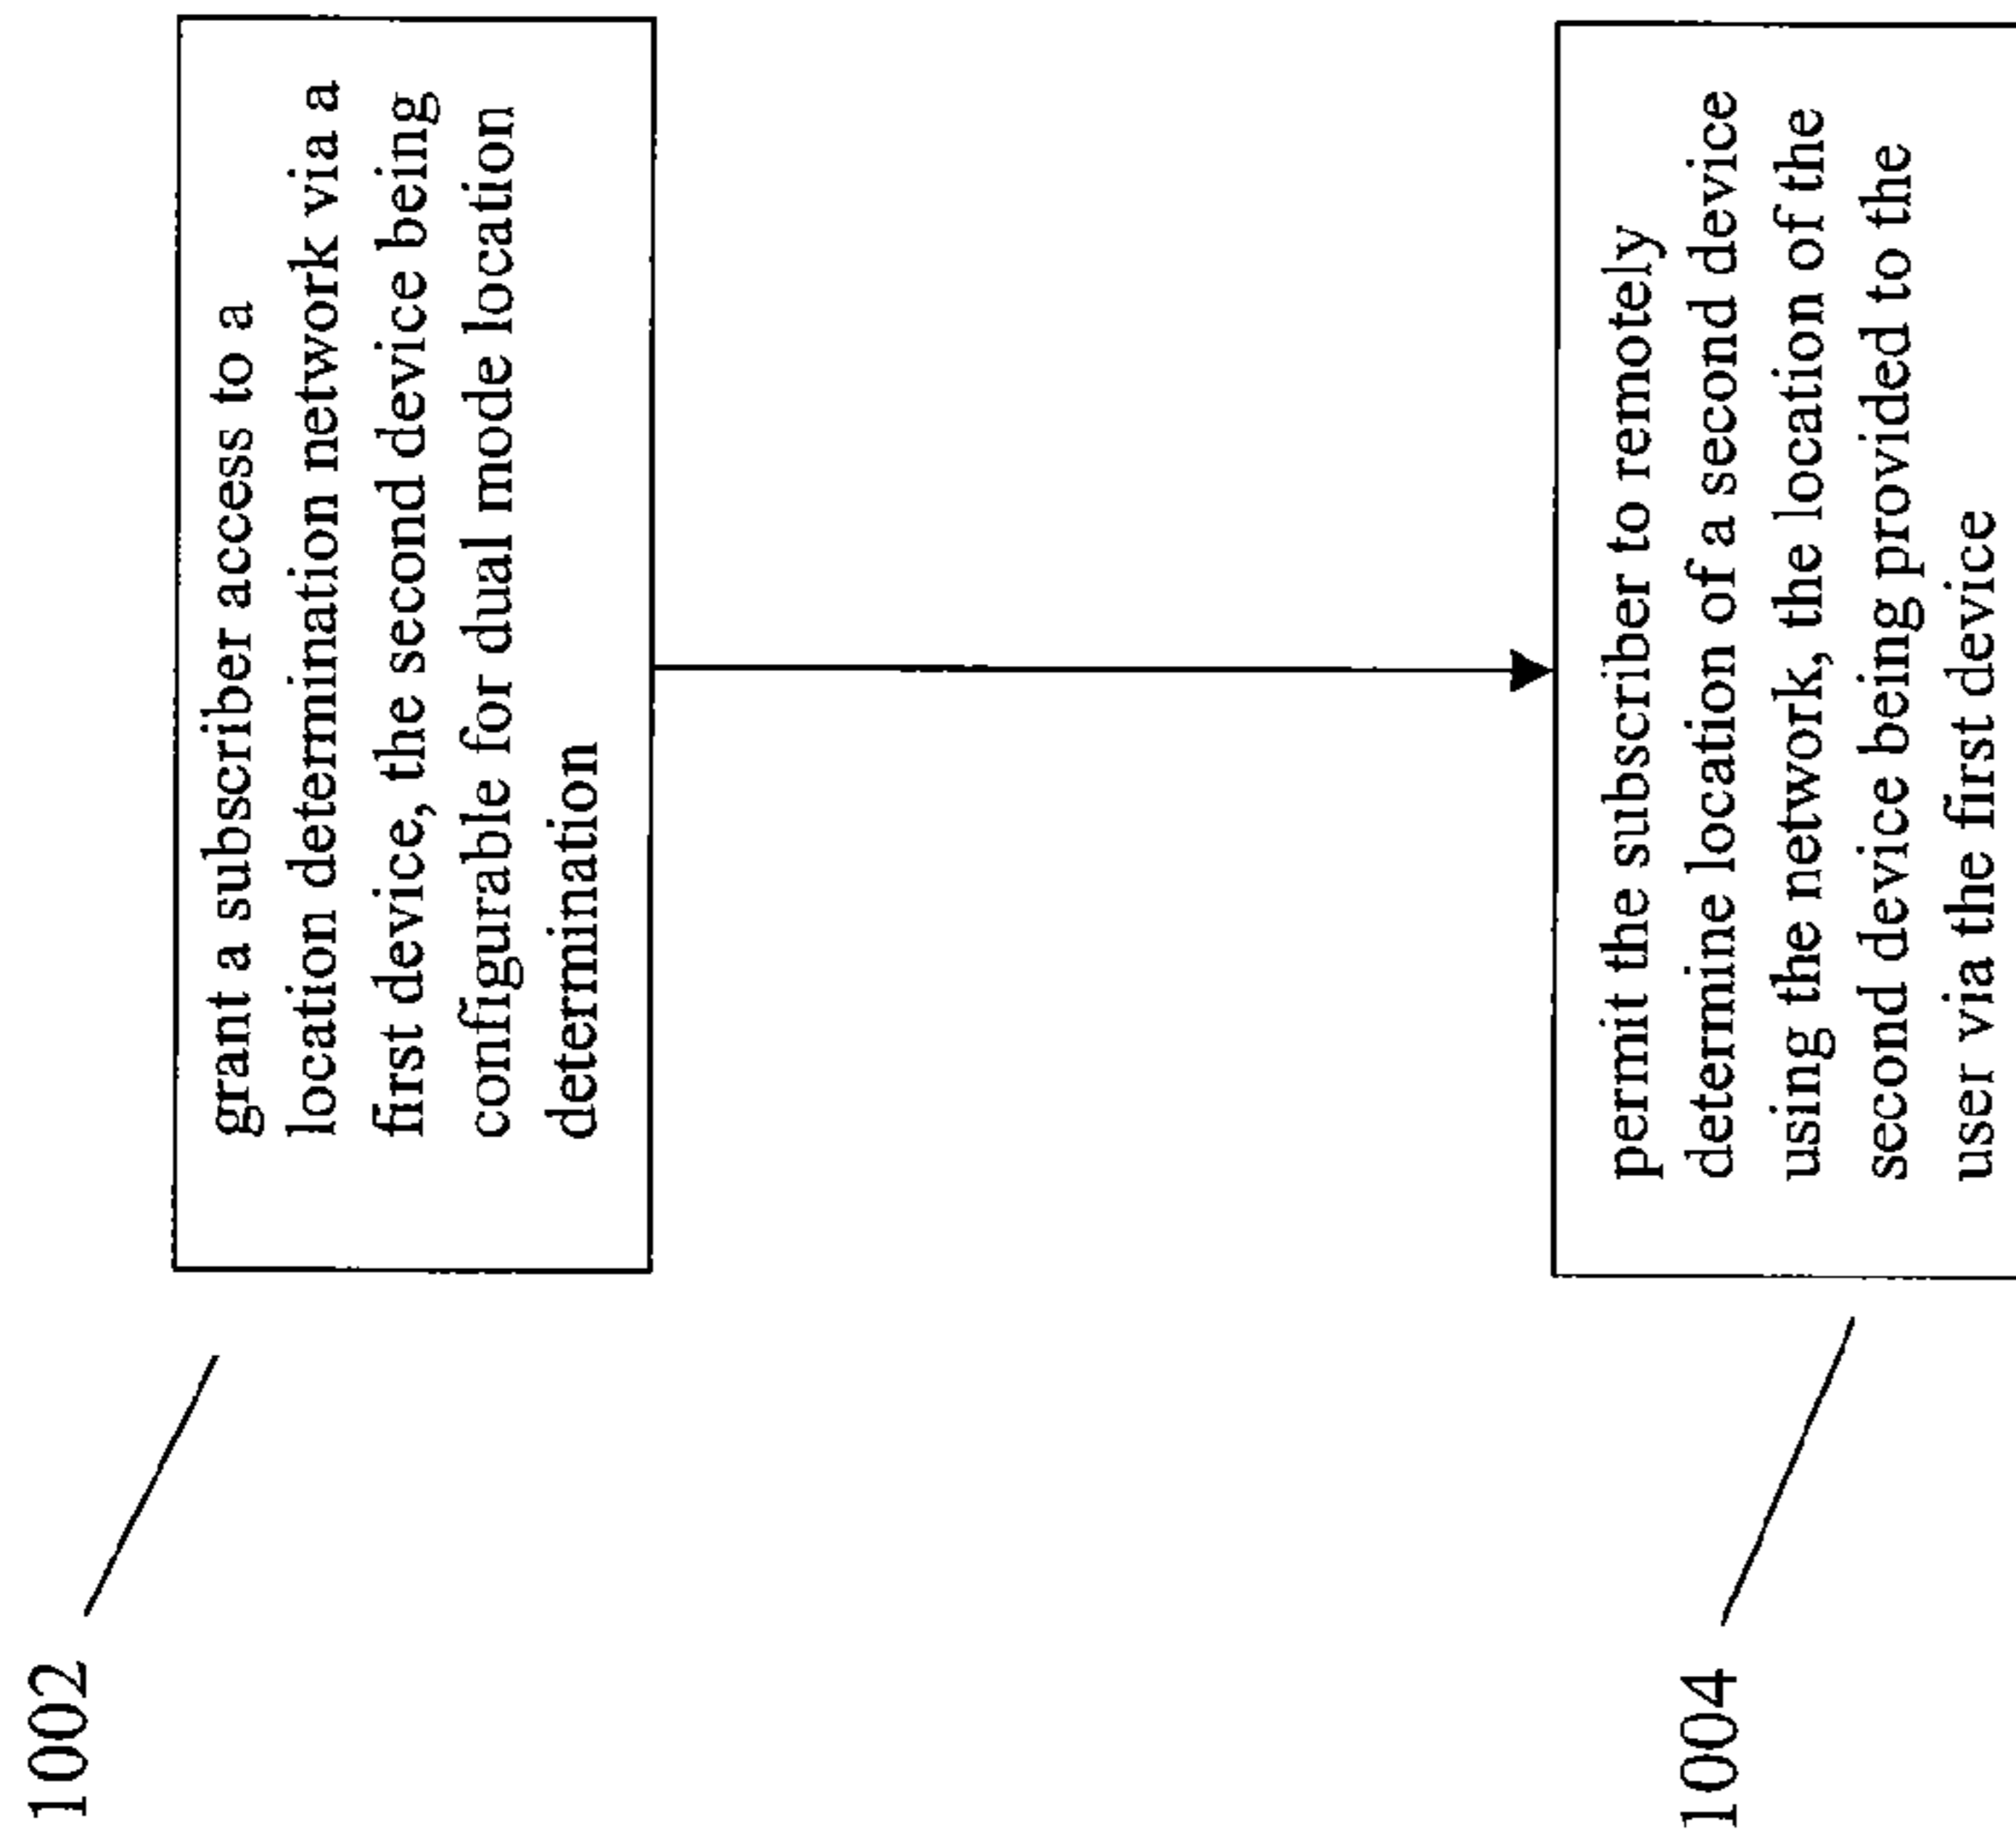 1002
grant a subscriber access to a
location determination network via a
first device, the second device being
configurable for dual mode location
determination
1004
permit the subscriber to remotely
determine location of a second device
using the network, the location of the
second device being provided to the
user via the first device